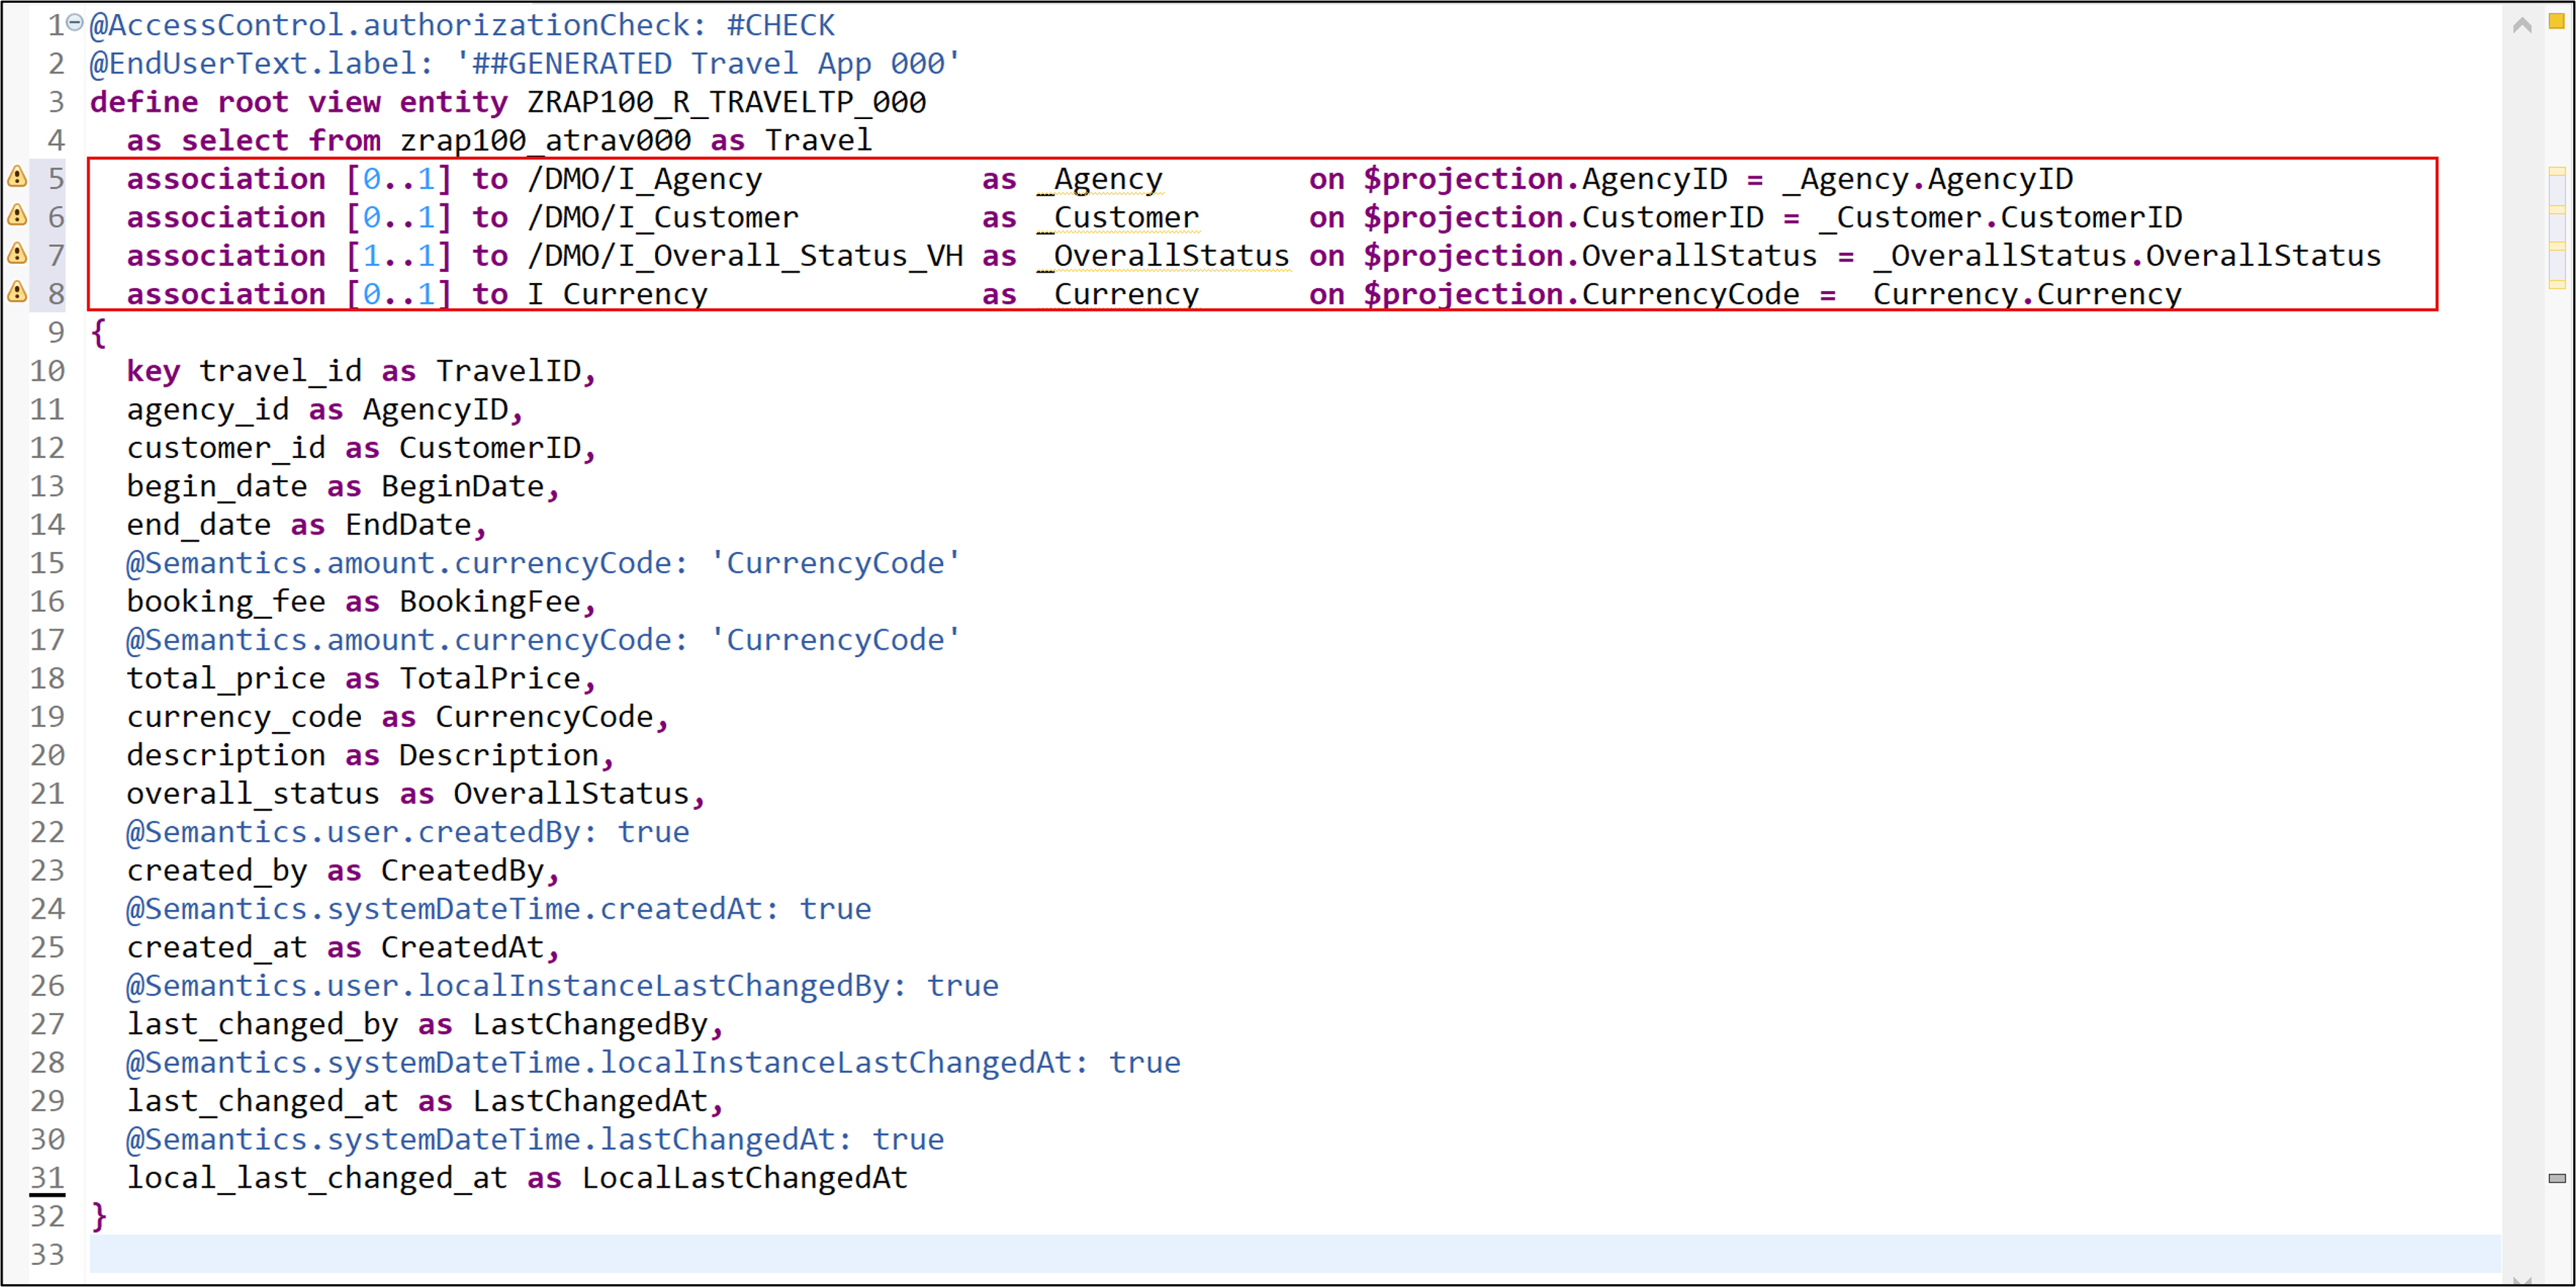 1 @AccessControl.authorizationCheck: #CHECK
2 @EndUserText.label: '##GENERATED Travel App 000'
3 define root view entity ZRAP100_R_TRAVELTP_000
4 as select from zrap100_atrav000 as Travel
5 association [0..1] to /DMO/I_Agency as _Agency on $projection.AgencyID = _Agency.AgencyID
6 association [0..1] to /DMO/I_Customer as _Customer on $projection.CustomerID = _Customer.CustomerID
7 association [1..1] to /DMO/I_Overall_Status_VH as _OverallStatus on $projection.OverallStatus = _OverallStatus.OverallStatus
8 association [0..1] to I_Currency as _Currency on $projection.CurrencyCode = _Currency.Currency
9 {
10 key travel_id as TravelID,
11 agency_id as AgencyID,
12 customer_id as CustomerID,
13 begin_date as BeginDate,
14 end_date as EndDate,
15 @Semantics.amount.currencyCode: 'CurrencyCode'
16 booking_fee as BookingFee,
17 @Semantics.amount.currencyCode: 'CurrencyCode'
18 total_price as TotalPrice,
19 currency_code as CurrencyCode,
20 description as Description,
21 overall_status as OverallStatus,
22 @Semantics.user.createdBy: true
23 created_by as CreatedBy,
24 @Semantics.systemDateTime.createdAt: true
25 created_at as CreatedAt,
26 @Semantics.user.localInstanceLastChangedBy: true
27 last_changed_by as LastChangedBy,
28 @Semantics.systemDateTime.localInstanceLastChangedAt: true
29 last_changed_at as LastChangedAt,
30 @Semantics.systemDateTime.lastChangedAt: true
31 local_last_changed_at as LocalLastChangedAt
32 }
33